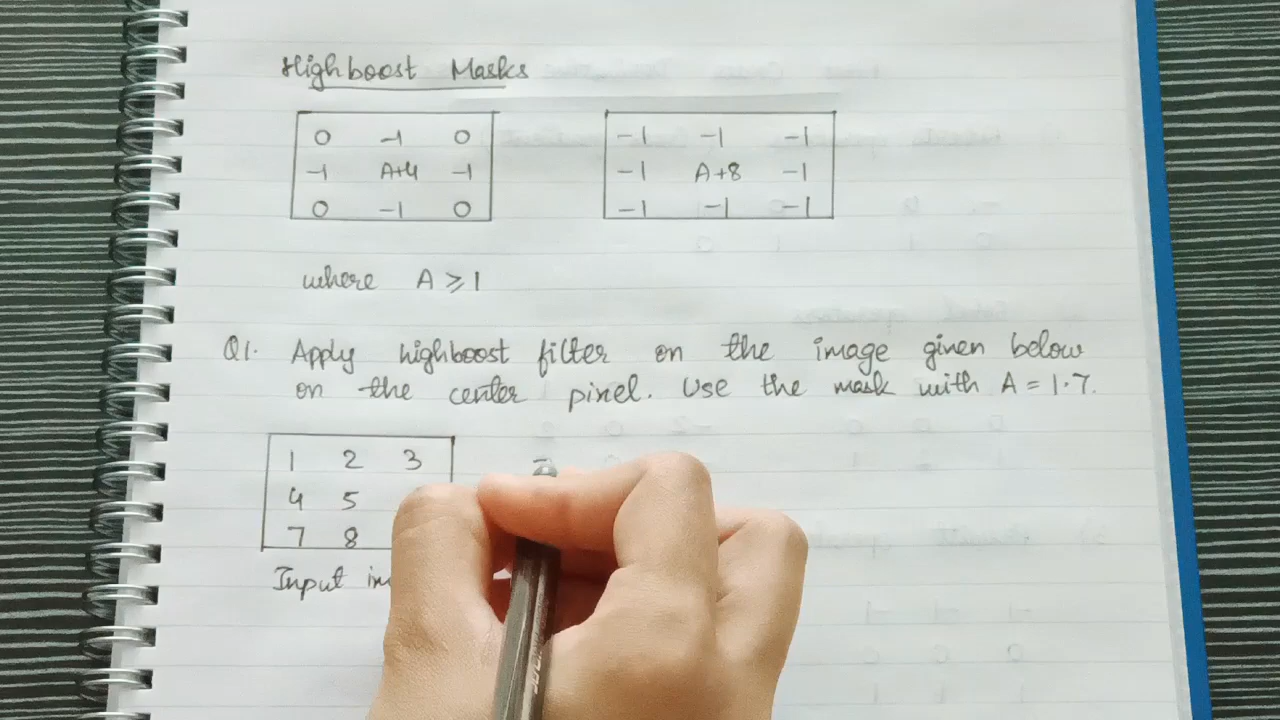 Highboost Masks
0 -1 0
-1 A+4 -1
0 -1 0
-1 -1 -1
-1 A+8 -1
-1 -1 -1
where A ⩾ 1
Q1. Apply highboost filter on the image given below
on the center pixel. Use the mask with A = 1.7.
1 2 3
4 5
7 8
Input